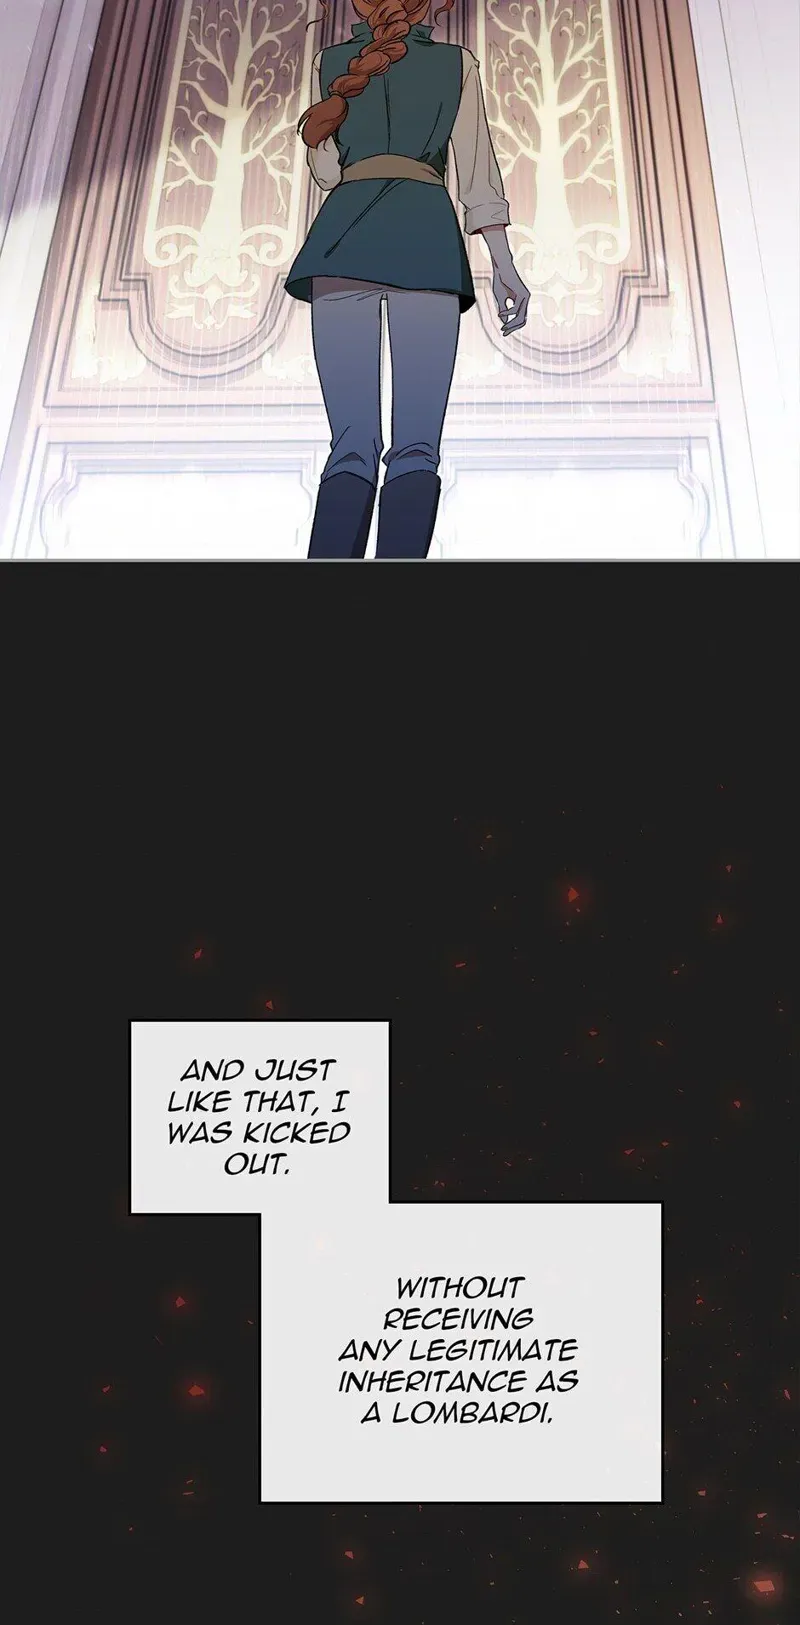 AND JUST
LIKE THAT, I
WAS KICKED
OUT.
WITHOUT
RECEIVING
ANY LEGITIMATE
INHERITANCE AS
A LOMBARDI.